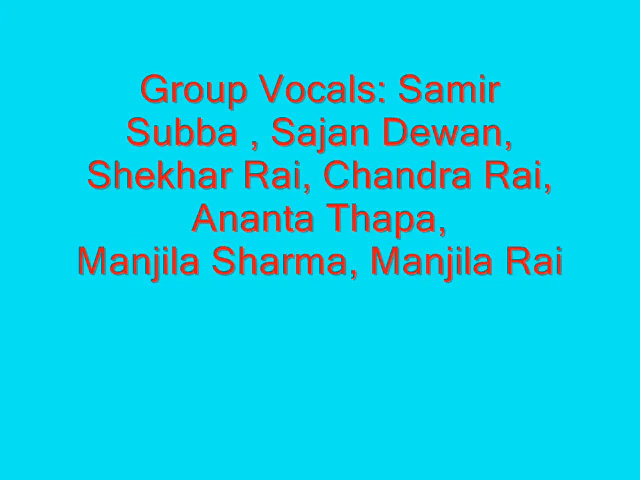 Group Vocals: Samir
Subba , Sajan Dewan,
Shekhar Rai, Chandra Rai,
Ananta Thapa,
Manjila Sharma, Manjila Rai